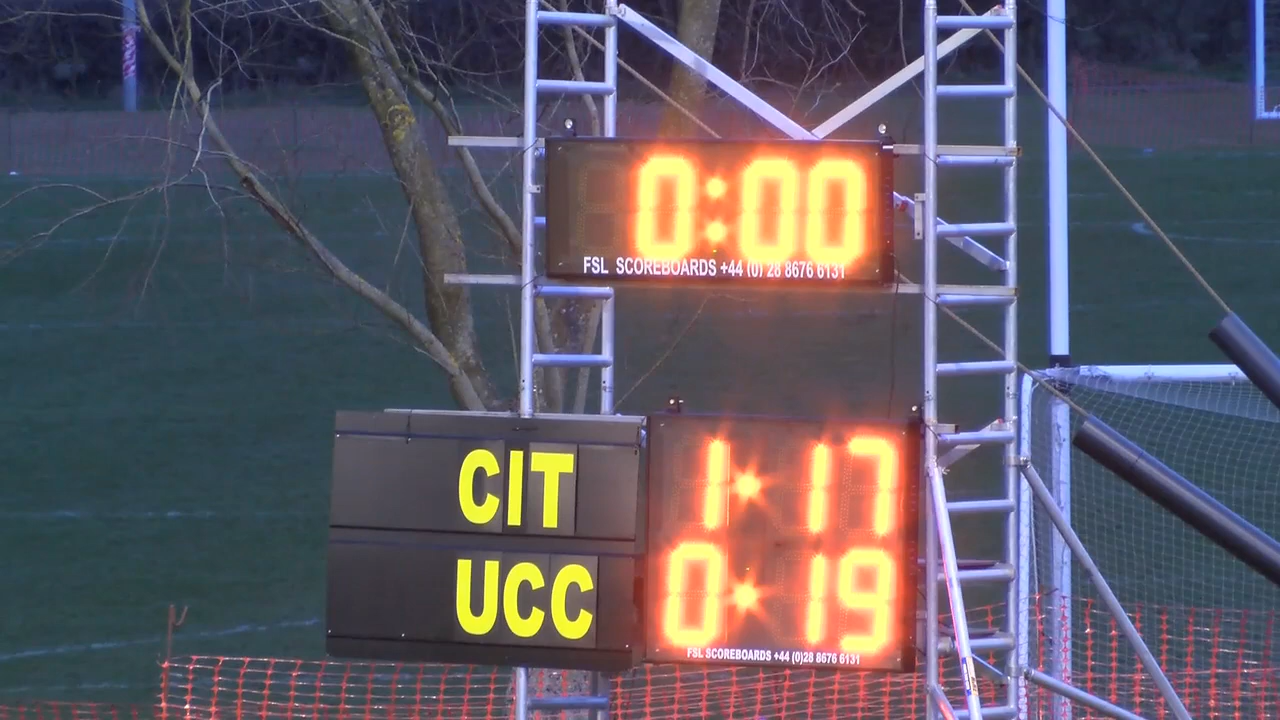 0:00
FSL SCOREBOARDS +44 (0) 28 8676 6131
CIT 1·17
UCC 0·19
FSL SCOREBOARDS +44 (0)28 8676 6131